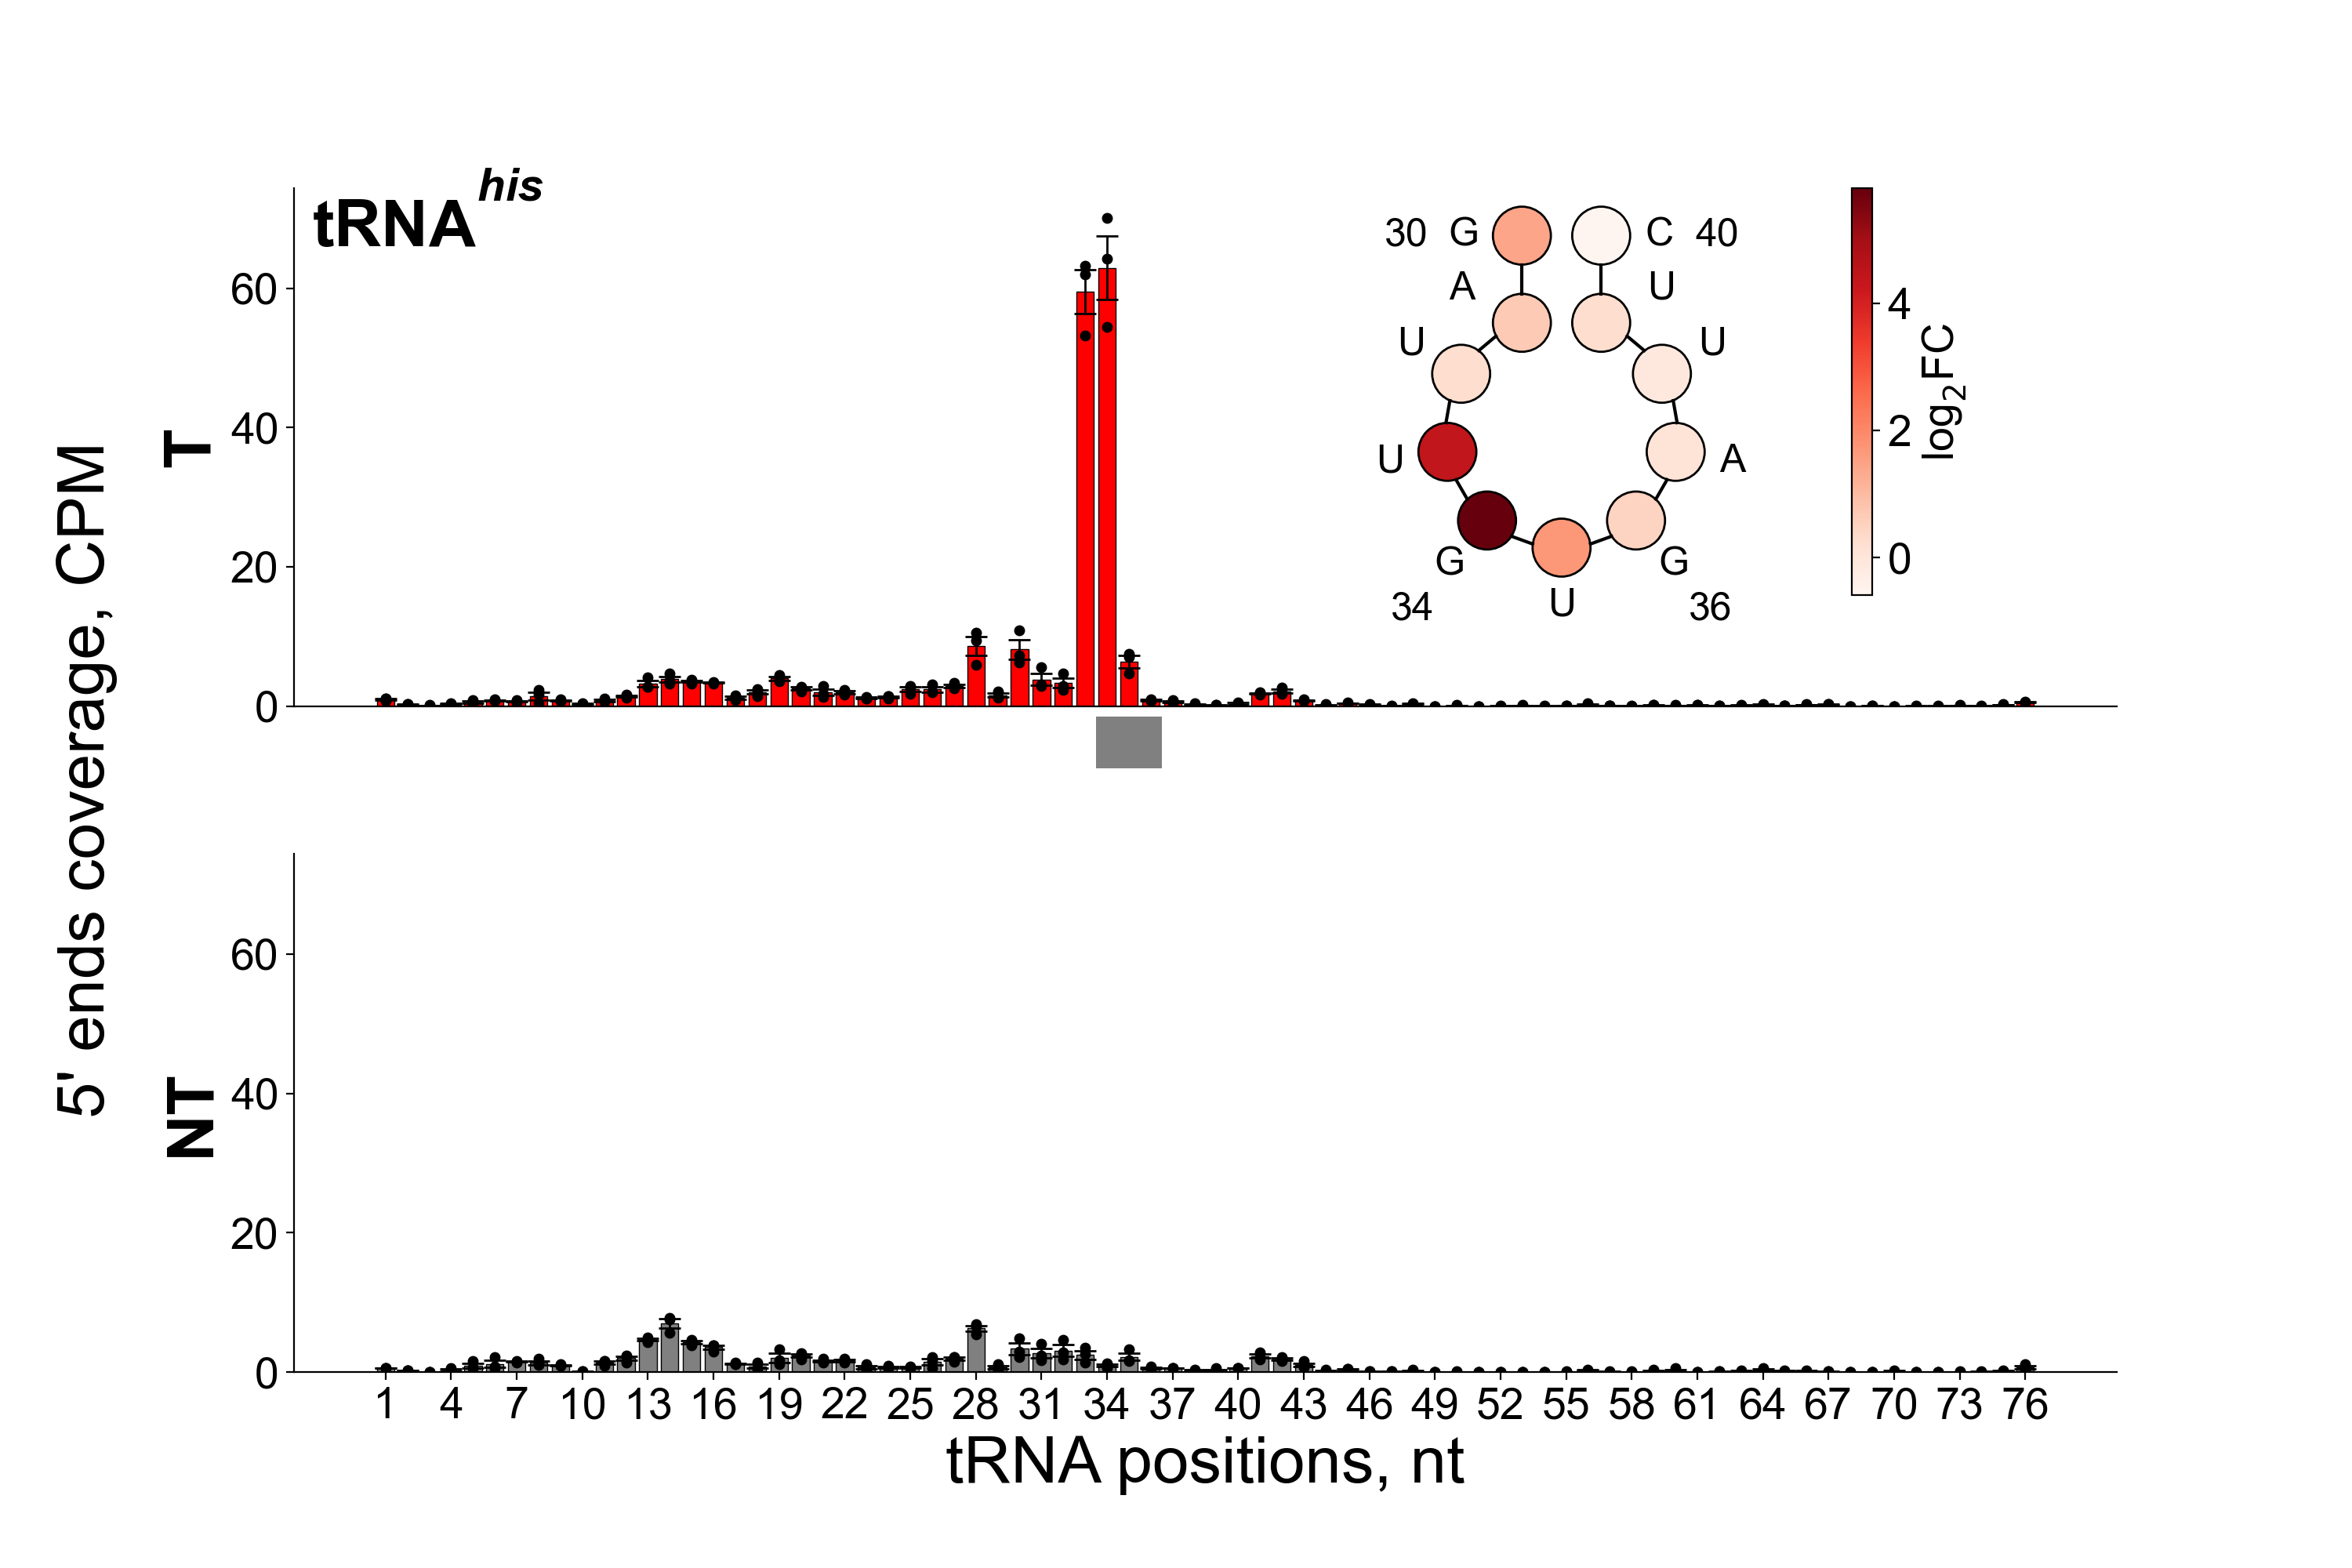 tRNA^his
5' ends coverage, CPM
T
60
40
20
0
30 G C 40
A U
U U
U A
G G
34 U 36
4
2
0
log₂FC
NT
60
40
20
0
1 4 7 10 13 16 19 22 25 28 31 34 37 40 43 46 49 52 55 58 61 64 67 70 73 76
tRNA positions, nt